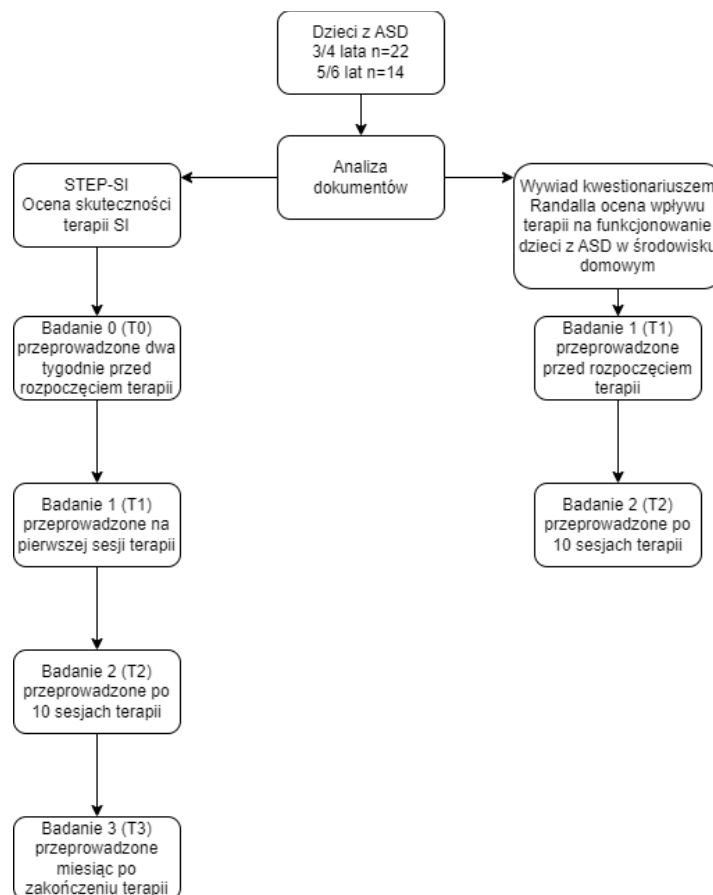 Dzieci z ASD
3/4 lata n=22
5/6 lat n=14
Analiza
dokumentów
STEP-SI
Ocena skuteczności
terapii SI
Wywiad kwestionariuszem
Randalla ocena wpływu
terapii na funkcjonowanie
dzieci z ASD w środowisku
domowym
Badanie 0 (T0)
przeprowadzone dwa
tygodnie przed
rozpoczęciem terapii
Badanie 1 (T1)
przeprowadzone
przed rozpoczęciem
terapii
Badanie 1 (T1)
przeprowadzone na
pierwszej sesji terapii
Badanie 2 (T2)
przeprowadzone po
10 sesjach terapii
Badanie 2 (T2)
przeprowadzone po
10 sesjach terapii
Badanie 3 (T3)
przeprowadzone
miesiąc po
zakończeniu terapii